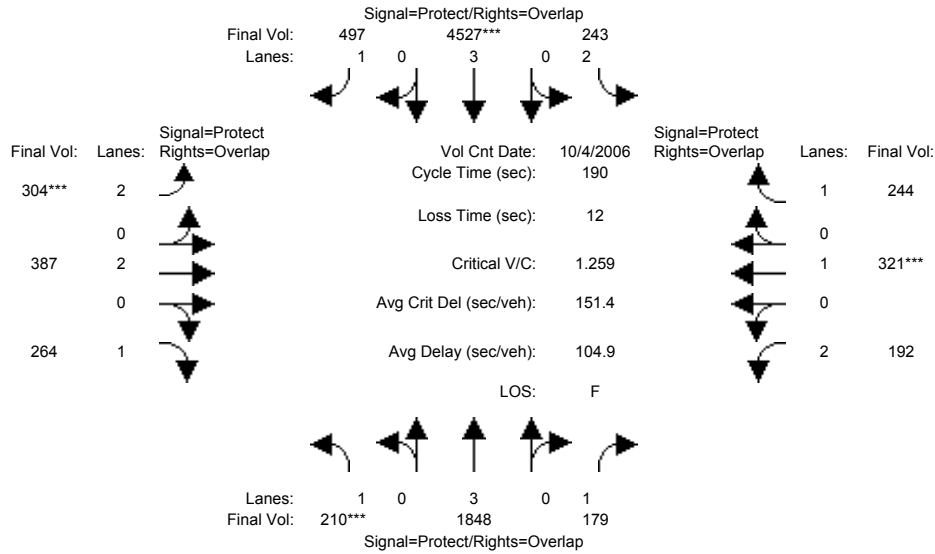 Signal=Protect/Rights=Overlap
Final Vol: 497 4527*** 243
Lanes: 1 0 3 0 2
Signal=Protect
Final Vol: Lanes: Rights=Overlap
Vol Cnt Date: 10/4/2006
Signal=Protect
Rights=Overlap Lanes: Final Vol:
Cycle Time (sec): 190
304*** 2
1 244
Loss Time (sec): 12
0
0
387 2
Critical V/C: 1.259
1 321***
0
Avg Crit Del (sec/veh): 151.4
0
264 1
Avg Delay (sec/veh): 104.9
2 192
LOS: F
Lanes: 1 0 3 0 1
Final Vol: 210*** 1848 179
Signal=Protect/Rights=Overlap